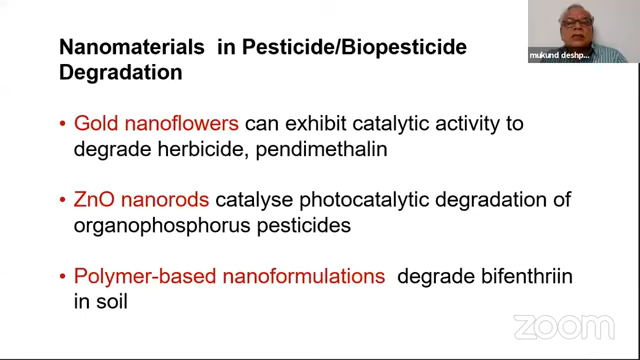 Nanomaterials in Pesticide/Biopesticide
Degradation
• Gold nanoflowers can exhibit catalytic activity to
degrade herbicide, pendimethalin
• ZnO nanorods catalyse photocatalytic degradation of
organophosphorus pesticides
• Polymer-based nanoformulations degrade bifenthriin
in soil
mukund deshp...
zoom